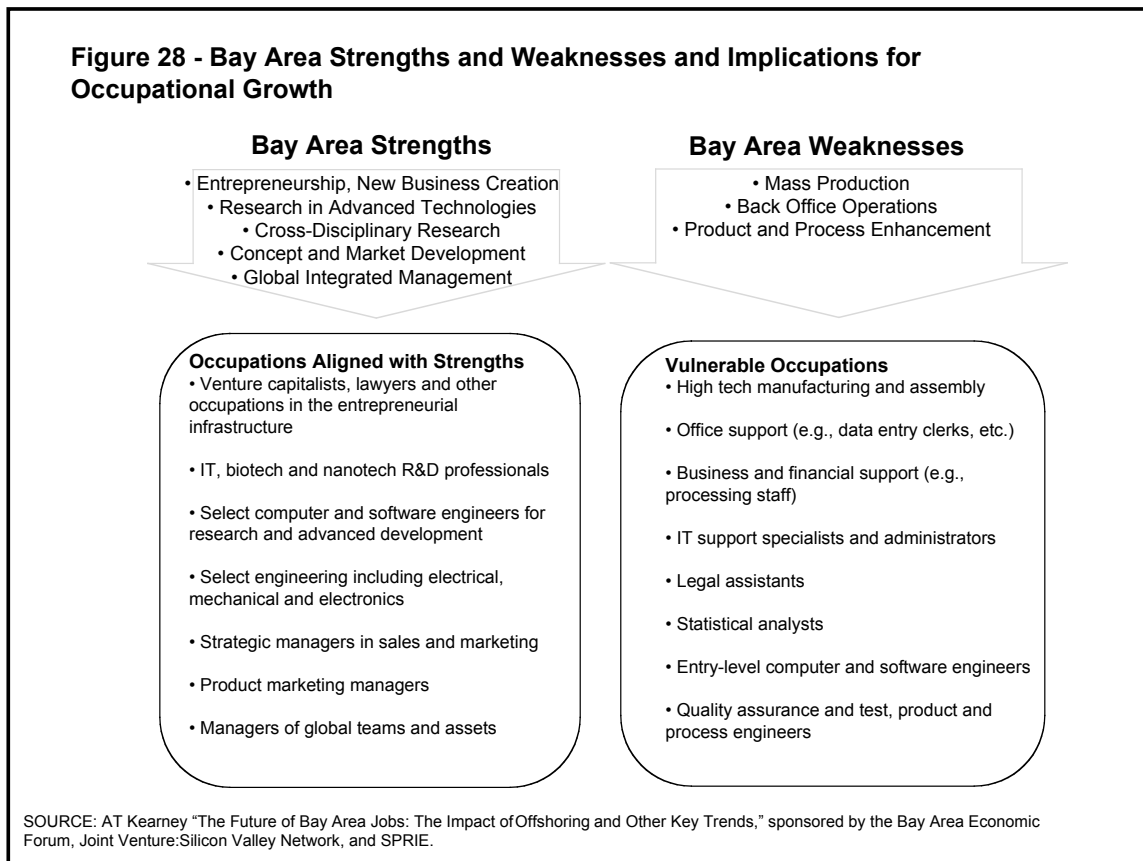 Figure 28 - Bay Area Strengths and Weaknesses and Implications for
Occupational Growth
Bay Area Strengths
• Entrepreneurship, New Business Creation
• Research in Advanced Technologies
• Cross-Disciplinary Research
• Concept and Market Development
• Global Integrated Management
Bay Area Weaknesses
• Mass Production
• Back Office Operations
• Product and Process Enhancement
Occupations Aligned with Strengths
• Venture capitalists, lawyers and other
occupations in the entrepreneurial
infrastructure
• IT, biotech and nanotech R&D professionals
• Select computer and software engineers for
research and advanced development
• Select engineering including electrical,
mechanical and electronics
• Strategic managers in sales and marketing
• Product marketing managers
• Managers of global teams and assets
Vulnerable Occupations
• High tech manufacturing and assembly
• Office support (e.g., data entry clerks, etc.)
• Business and financial support (e.g.,
processing staff)
• IT support specialists and administrators
• Legal assistants
• Statistical analysts
• Entry-level computer and software engineers
• Quality assurance and test, product and
process engineers
SOURCE: AT Kearney “The Future of Bay Area Jobs: The Impact of Offshoring and Other Key Trends,” sponsored by the Bay Area Economic
Forum, Joint Venture:Silicon Valley Network, and SPRIE.